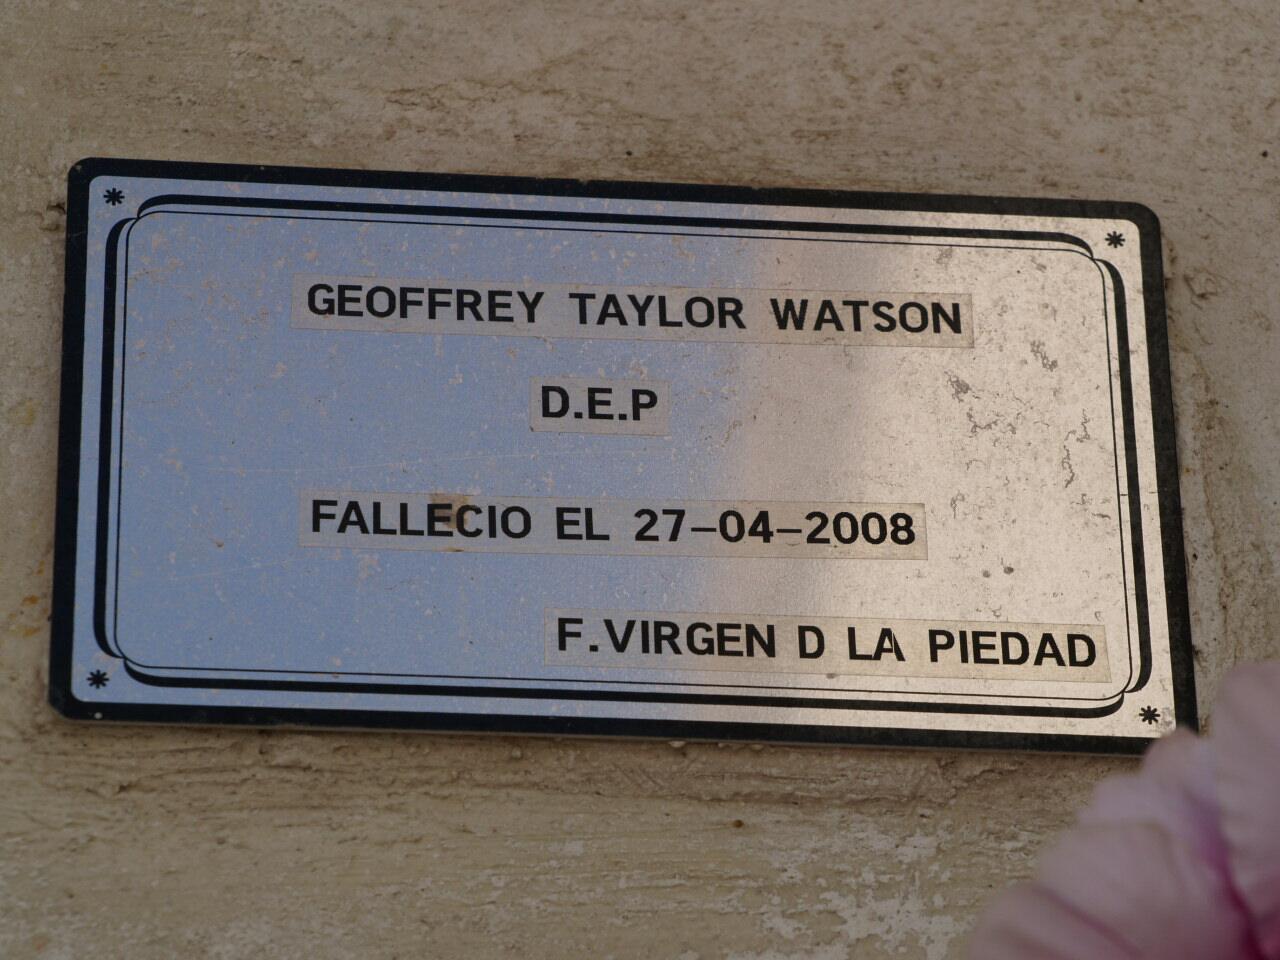 GEOFFREY TAYLOR WATSON
D.E.P
FALLECIO EL 27-04-2008
F.VIRGEN D LA PIEDAD